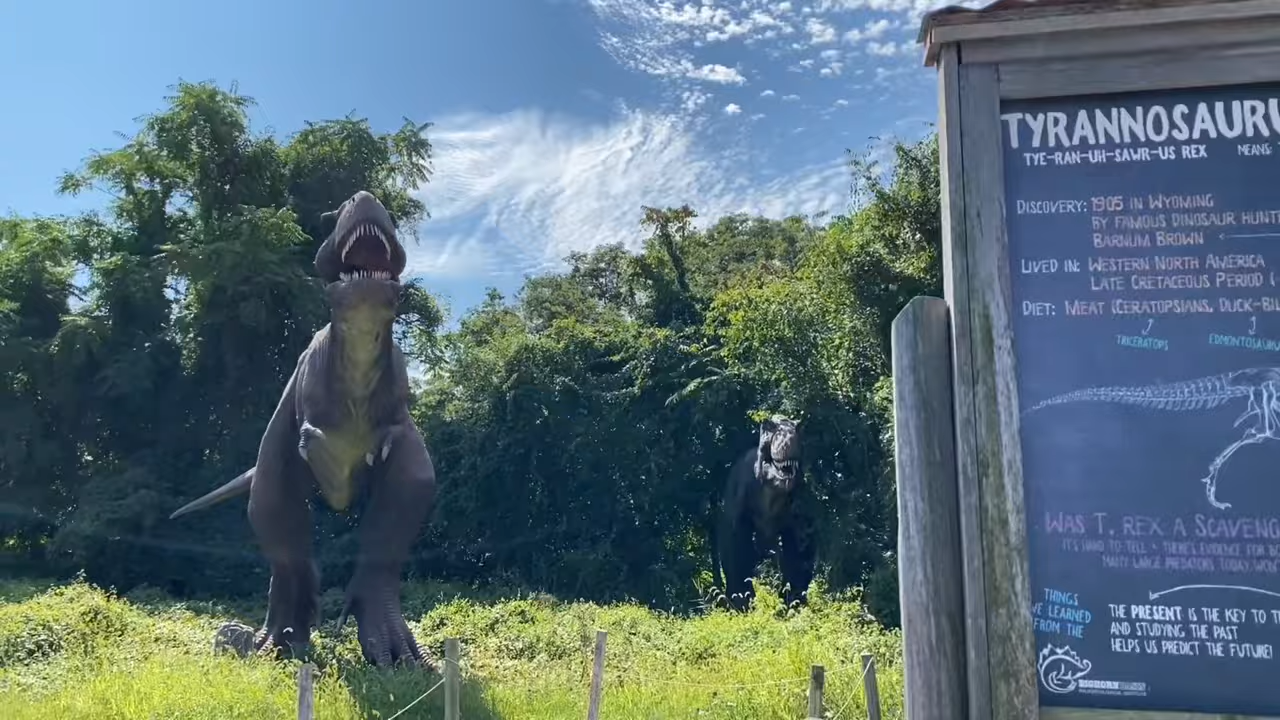 TYRANNOSAURU
TYE-RAN-UH-SAWR-US REX MEANS:
DISCOVERY: 1905 IN WYOMING
BY FAMOUS DINOSAUR HUNT
BARNUM BROWN
LIVED IN: WESTERN NORTH AMERICA
LATE CRETACEOUS PERIOD (
DIET: MEAT (CERATOPSIANS, DUCK-BIL
TRICERATOPS EDMONTOSAURU
WAS T. REX A SCAVENG
IT'S HARD TO TELL - THERE'S EVIDENCE FOR B
MANY LARGE PREDATORS TODAY WON'
THINGS
WE LEARNED
FROM THE
THE PRESENT IS THE KEY TO T
AND STUDYING THE PAST
HELPS US PREDICT THE FUTURE!
BIGHORN BASIN